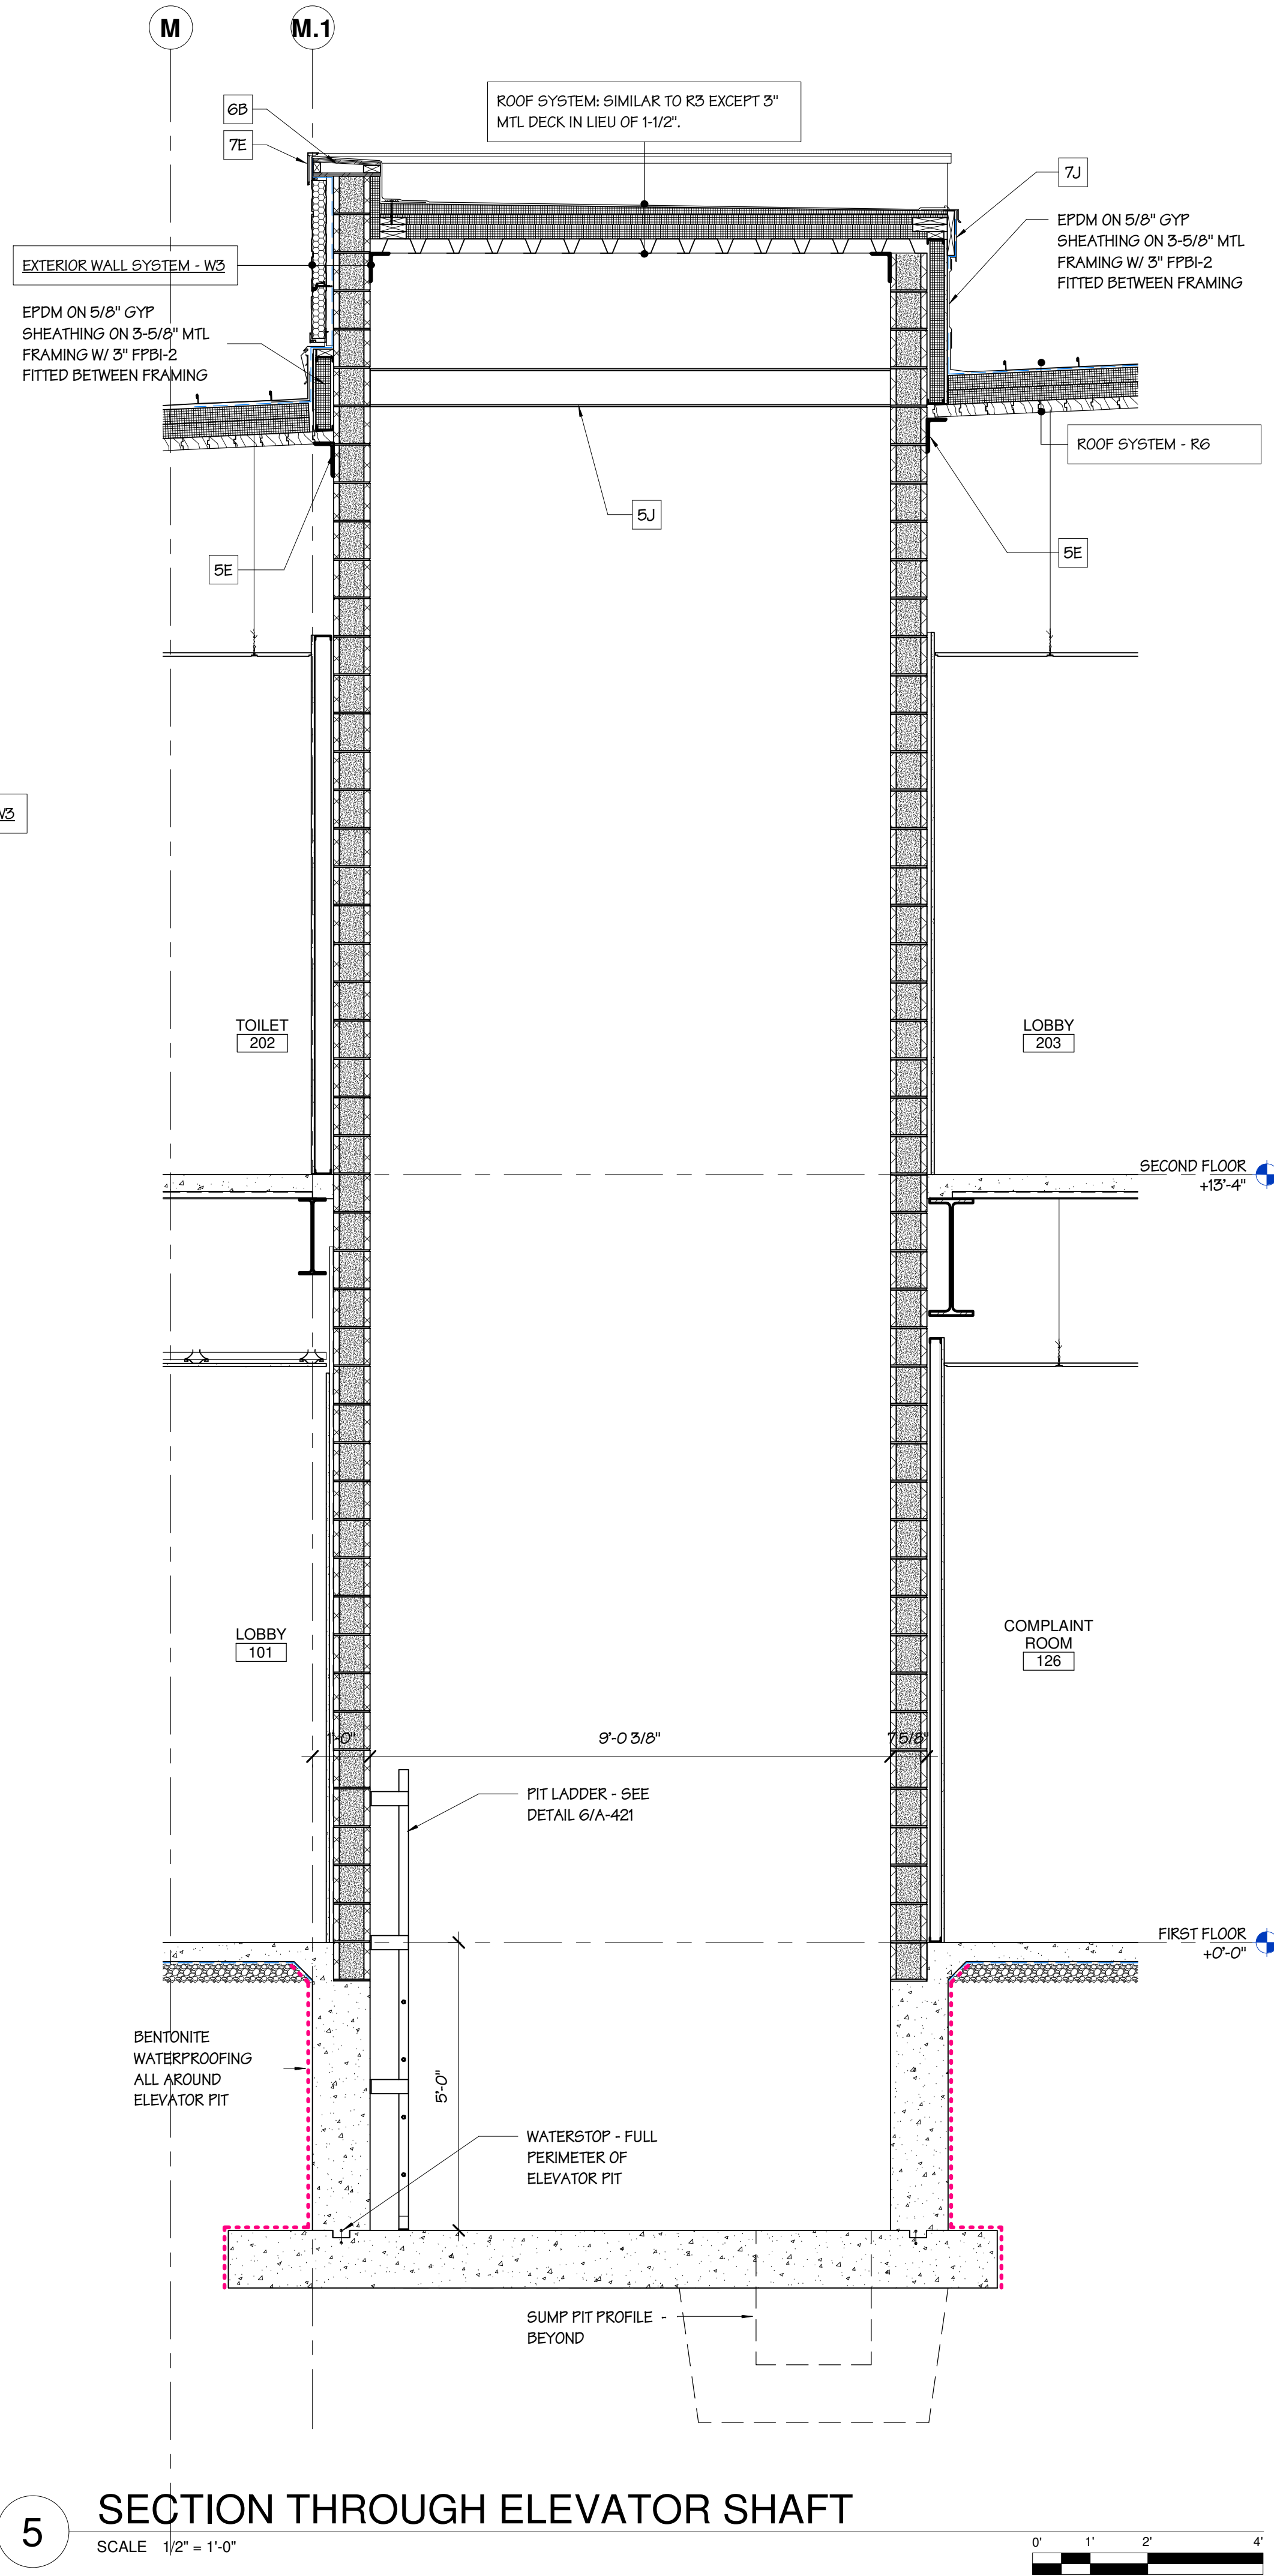 M
M.1
6B
7E
ROOF SYSTEM: SIMILAR TO R3 EXCEPT 3"
MTL DECK IN LIEU OF 1-1/2".
7J
EPDM ON 5/8" GYP
SHEATHING ON 3-5/8" MTL
FRAMING W/ 3" FPBI-2
FITTED BETWEEN FRAMING
EXTERIOR WALL SYSTEM - W3
EPDM ON 5/8" GYP
SHEATHING ON 3-5/8" MTL
FRAMING W/ 3" FPBI-2
FITTED BETWEEN FRAMING
ROOF SYSTEM - R6
5J
5E
5E
W3
TOILET
202
LOBBY
203
SECOND FLOOR
+13'-4"
LOBBY
101
COMPLAINT
ROOM
126
1'-0"
9'-0 3/8"
7 5/8"
PIT LADDER - SEE
DETAIL 6/A-421
FIRST FLOOR
+0'-0"
BENTONITE
WATERPROOFING
ALL AROUND
ELEVATOR PIT
5'-0"
WATERSTOP - FULL
PERIMETER OF
ELEVATOR PIT
SUMP PIT PROFILE -
BEYOND
5
SECTION THROUGH ELEVATOR SHAFT
SCALE 1/2" = 1'-0"
0' 1' 2' 4'